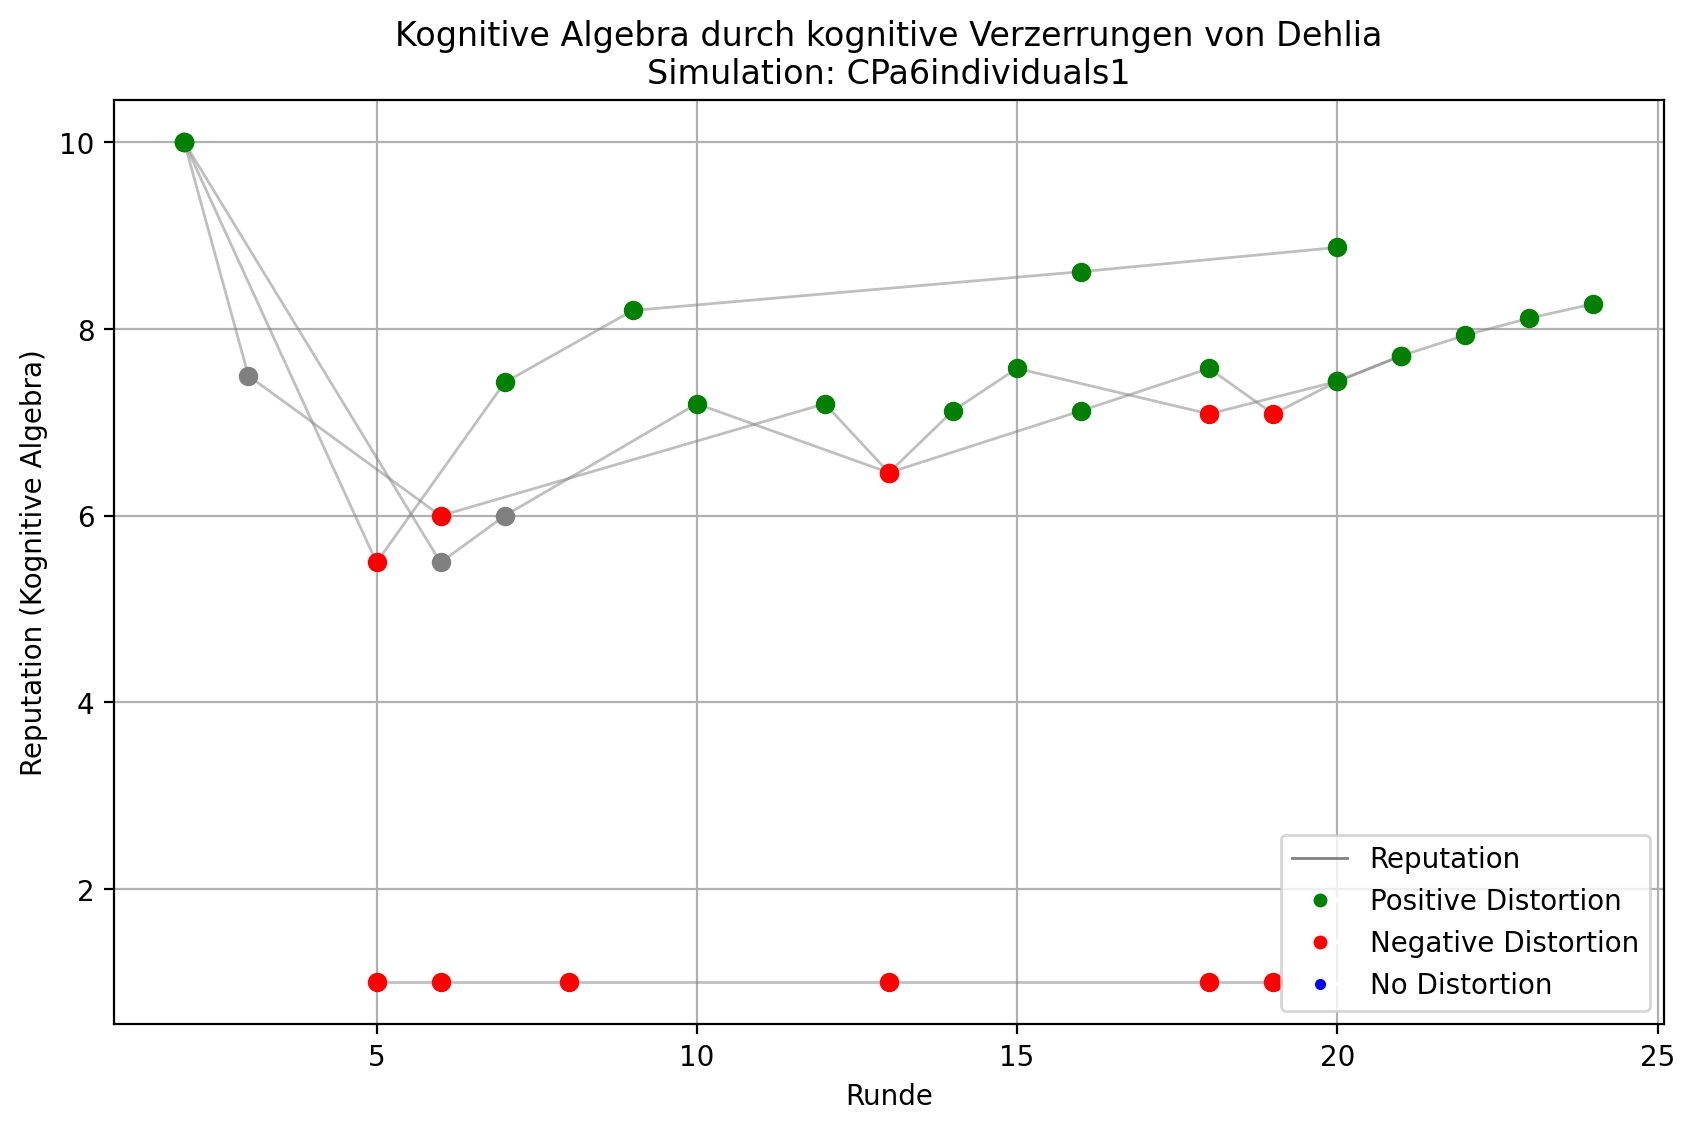 Kognitive Algebra durch kognitive Verzerrungen von Dehlia
Simulation: CPa6individuals1
Reputation (Kognitive Algebra)
10
8
6
4
2
5
10
15
20
25
Runde
Reputation
Positive Distortion
Negative Distortion
No Distortion